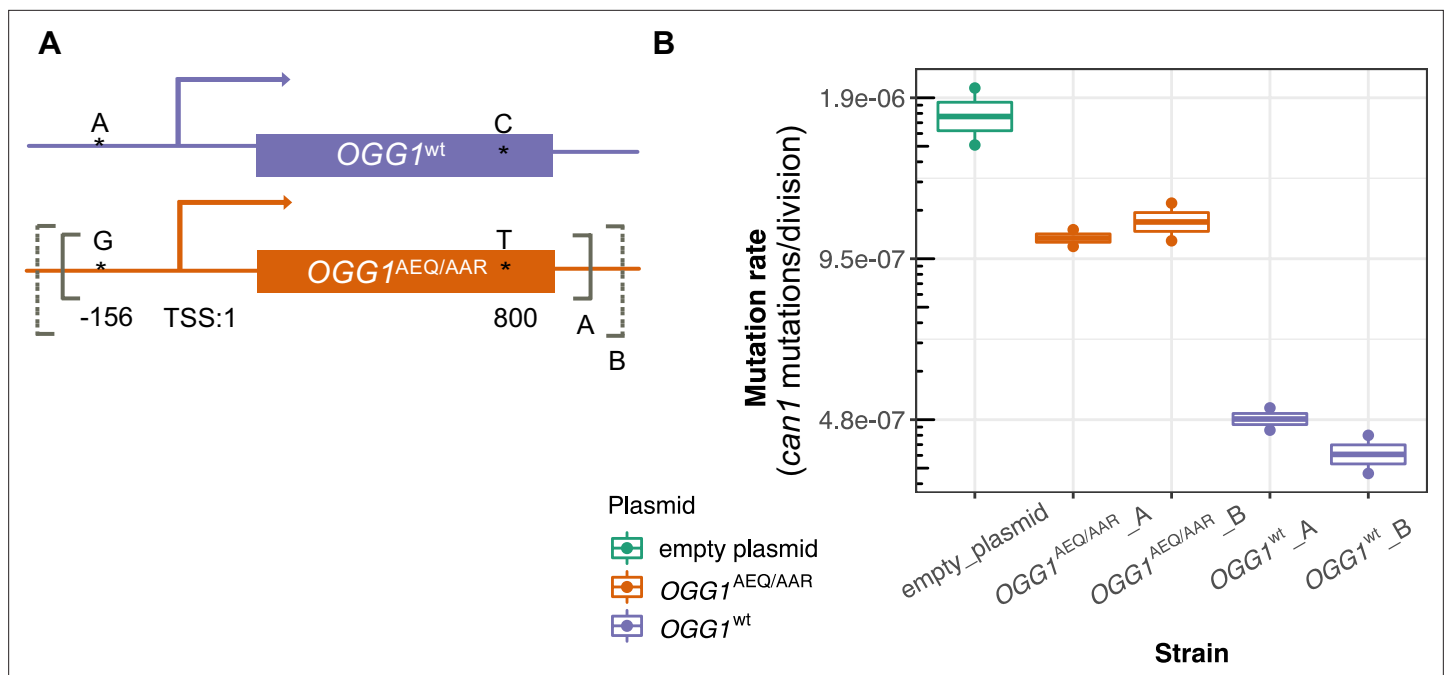 A
A
*
C
*
OGG1wt
G
*
T
*
OGG1AEQ/AAR
-156 TSS:1 800
A
B
B
Mutation rate
(can1 mutations/division)
1.9e-06
9.5e-07
4.8e-07
empty_plasmid
OGG1AEQ/AAR_A
OGG1AEQ/AAR_B
OGG1wt_A
OGG1wt_B
Strain
Plasmid
empty plasmid
OGG1AEQ/AAR
OGG1wt